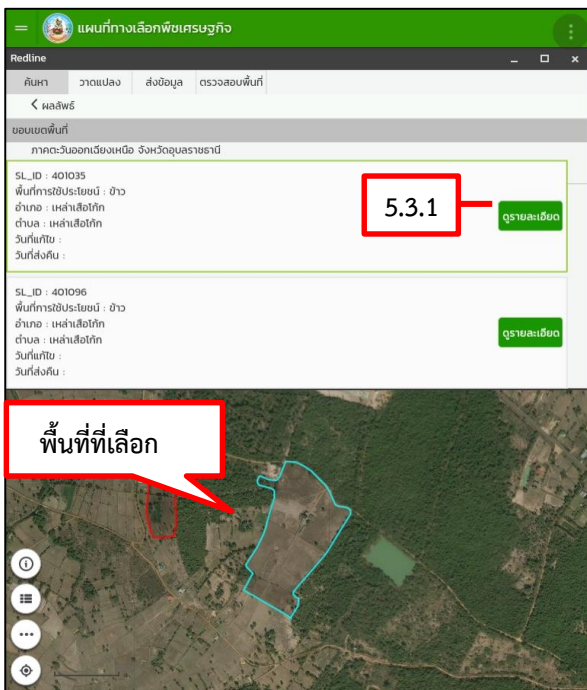 แผนที่ทางเลือกพืชเศรษฐกิจ
Redline
ค้นหา วาดแปลง ส่งข้อมูล ตรวจสอบพื้นที่
ผลลัพธ์
ขอบเขตพื้นที่
ภาคตะวันออกเฉียงเหนือ จังหวัดอุบลราชธานี
SL_ID : 401035
พื้นที่การใช้ประโยชน์ : ข้าว
อำเภอ : เหล่าเสือโก้ก
ตำบล : เหล่าเสือโก้ก
วันที่แก้ไข :
วันที่ส่งคืน :
5.3.1
ดูรายละเอียด
SL_ID : 401096
พื้นที่การใช้ประโยชน์ : ข้าว
อำเภอ : เหล่าเสือโก้ก
ตำบล : เหล่าเสือโก้ก
วันที่แก้ไข :
วันที่ส่งคืน :
ดูรายละเอียด
พื้นที่ที่เลือก